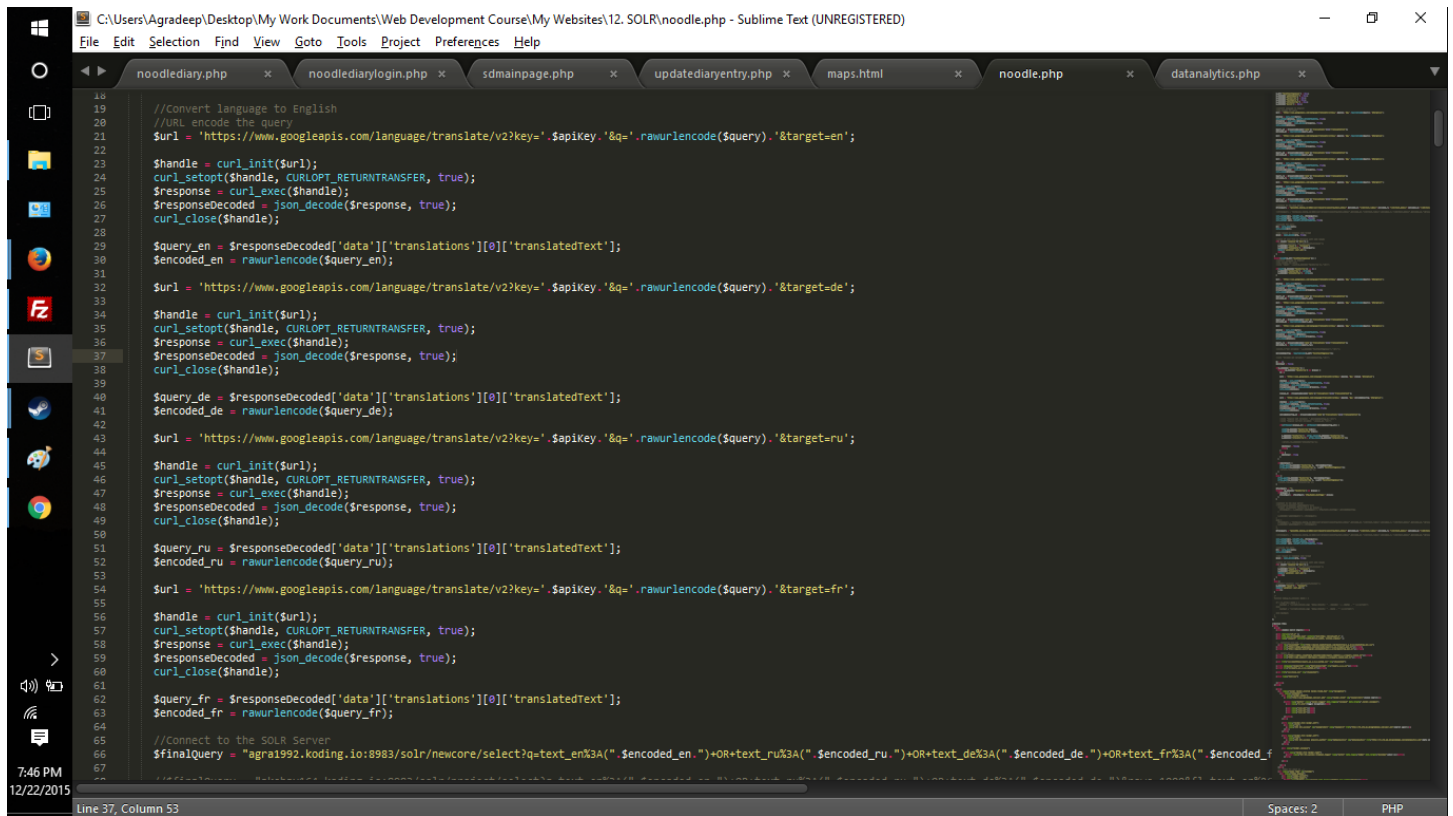 C:\Users\Agradeep\Desktop\My Work Documents\Web Development Course\My Websites\12. SOLR\noodle.php - Sublime Text (UNREGISTERED)
File Edit Selection Find View Goto Tools Project Preferences Help
noodlediary.php × noodlediarylogin.php × sdmainpage.php × updatediaryentry.php × maps.html × noodle.php × datanalytics.php ×
18
19 //Convert language to English
20 //URL encode the query
21 $url = 'https://www.googleapis.com/language/translate/v2?key='.$apiKey.'&q='.rawurlencode($query).'&target=en';
22
23 $handle = curl_init($url);
24 curl_setopt($handle, CURLOPT_RETURNTRANSFER, true);
25 $response = curl_exec($handle);
26 $responseDecoded = json_decode($response, true);
27 curl_close($handle);
28
29 $query_en = $responseDecoded['data']['translations'][0]['translatedText'];
30 $encoded_en = rawurlencode($query_en);
31
32 $url = 'https://www.googleapis.com/language/translate/v2?key='.$apiKey.'&q='.rawurlencode($query).'&target=de';
33
34 $handle = curl_init($url);
35 curl_setopt($handle, CURLOPT_RETURNTRANSFER, true);
36 $response = curl_exec($handle);
37 $responseDecoded = json_decode($response, true);
38 curl_close($handle);
39
40 $query_de = $responseDecoded['data']['translations'][0]['translatedText'];
41 $encoded_de = rawurlencode($query_de);
42
43 $url = 'https://www.googleapis.com/language/translate/v2?key='.$apiKey.'&q='.rawurlencode($query).'&target=ru';
44
45 $handle = curl_init($url);
46 curl_setopt($handle, CURLOPT_RETURNTRANSFER, true);
47 $response = curl_exec($handle);
48 $responseDecoded = json_decode($response, true);
49 curl_close($handle);
50
51 $query_ru = $responseDecoded['data']['translations'][0]['translatedText'];
52 $encoded_ru = rawurlencode($query_ru);
53
54 $url = 'https://www.googleapis.com/language/translate/v2?key='.$apiKey.'&q='.rawurlencode($query).'&target=fr';
55
56 $handle = curl_init($url);
57 curl_setopt($handle, CURLOPT_RETURNTRANSFER, true);
58 $response = curl_exec($handle);
59 $responseDecoded = json_decode($response, true);
60 curl_close($handle);
61
62 $query_fr = $responseDecoded['data']['translations'][0]['translatedText'];
63 $encoded_fr = rawurlencode($query_fr);
64
65 //Connect to the SOLR Server
66 $finalQuery = "agra1992.koding.io:8983/solr/newcore/select?q=text_en%3A(".$encoded_en.")+OR+text_ru%3A(".$encoded_ru.")+OR+text_de%3A(".$encoded_de.")+OR+text_fr%3A(".$encoded_f
67
7:46 PM
12/22/2015
Line 37, Column 53
Spaces: 2
PHP